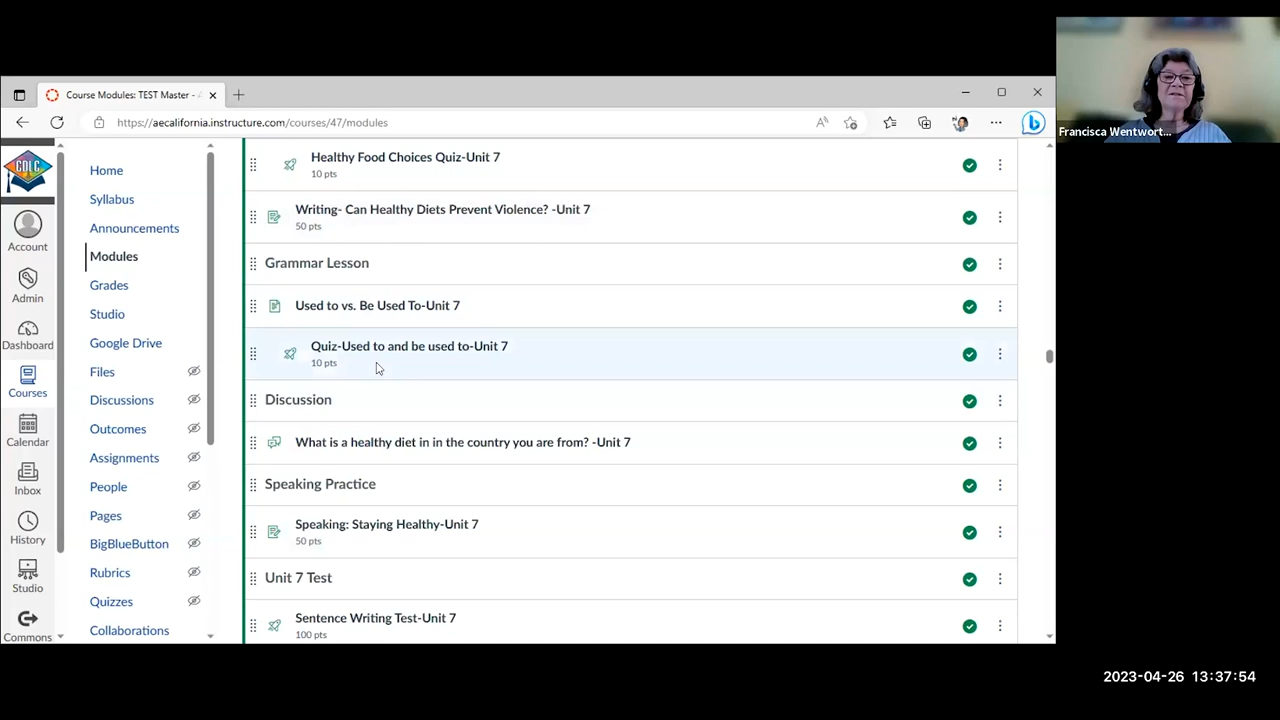 Course Modules: TEST Master -
https://aecalifornia.instructure.com/courses/47/modules
Francisca Wentwort...
CDLC
Account
Admin
Dashboard
Courses
Calendar
Inbox
History
Studio
Commons
Home
Syllabus
Announcements
Modules
Grades
Studio
Google Drive
Files
Discussions
Outcomes
Assignments
People
Pages
BigBlueButton
Rubrics
Quizzes
Collaborations
Healthy Food Choices Quiz-Unit 7
10 pts
Writing- Can Healthy Diets Prevent Violence? -Unit 7
50 pts
Grammar Lesson
Used to vs. Be Used To-Unit 7
Quiz-Used to and be used to-Unit 7
10 pts
Discussion
What is a healthy diet in in the country you are from? -Unit 7
Speaking Practice
Speaking: Staying Healthy-Unit 7
50 pts
Unit 7 Test
Sentence Writing Test-Unit 7
100 pts
2023-04-26 13:37:54